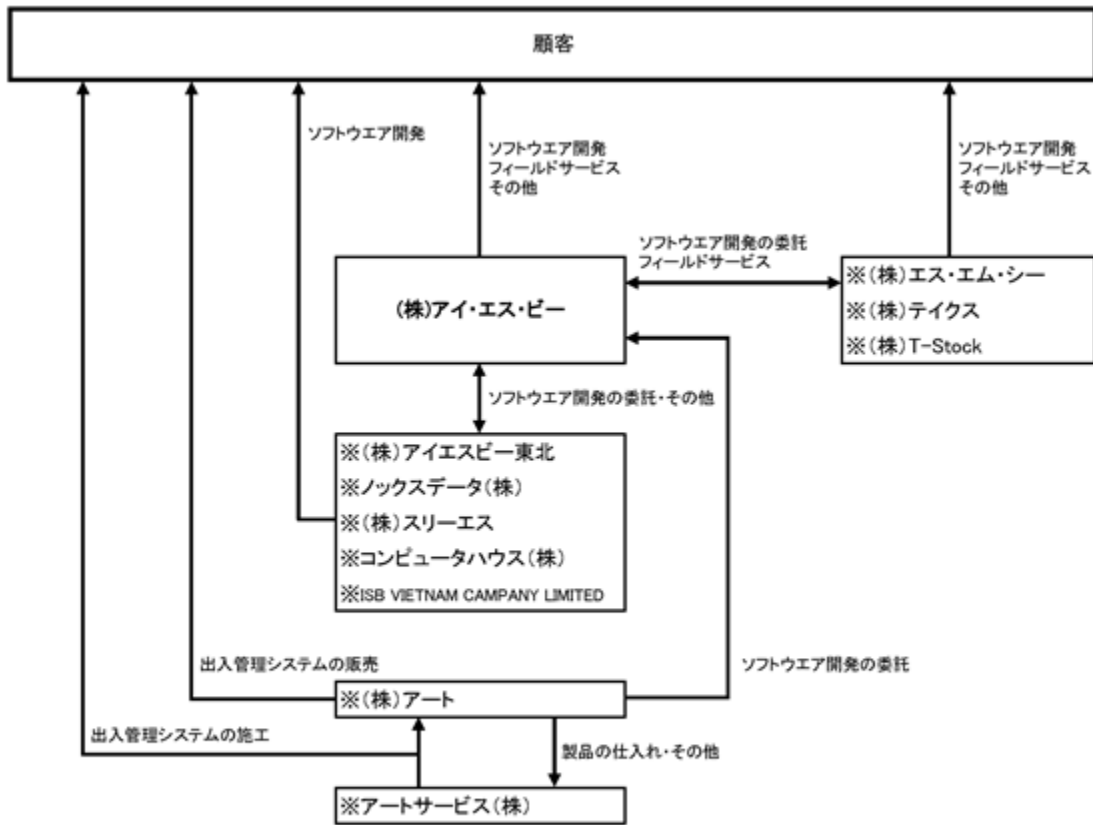 顧客
ソフトウエア開発
ソフトウエア開発
フィールドサービス
その他
ソフトウエア開発
フィールドサービス
その他
ソフトウエア開発の委託
フィールドサービス
(株)アイ・エス・ビー
※(株)エス・エム・シー
※(株)テイクス
※(株)T-Stock
ソフトウエア開発の委託・その他
※(株)アイエスビー東北
※ノックスデータ(株)
※(株)スリーエス
※コンピュータハウス(株)
※ISB VIETNAM CAMPANY LIMITED
出入管理システムの販売
ソフトウエア開発の委託
※(株)アート
出入管理システムの施工
製品の仕入れ・その他
※アートサービス(株)